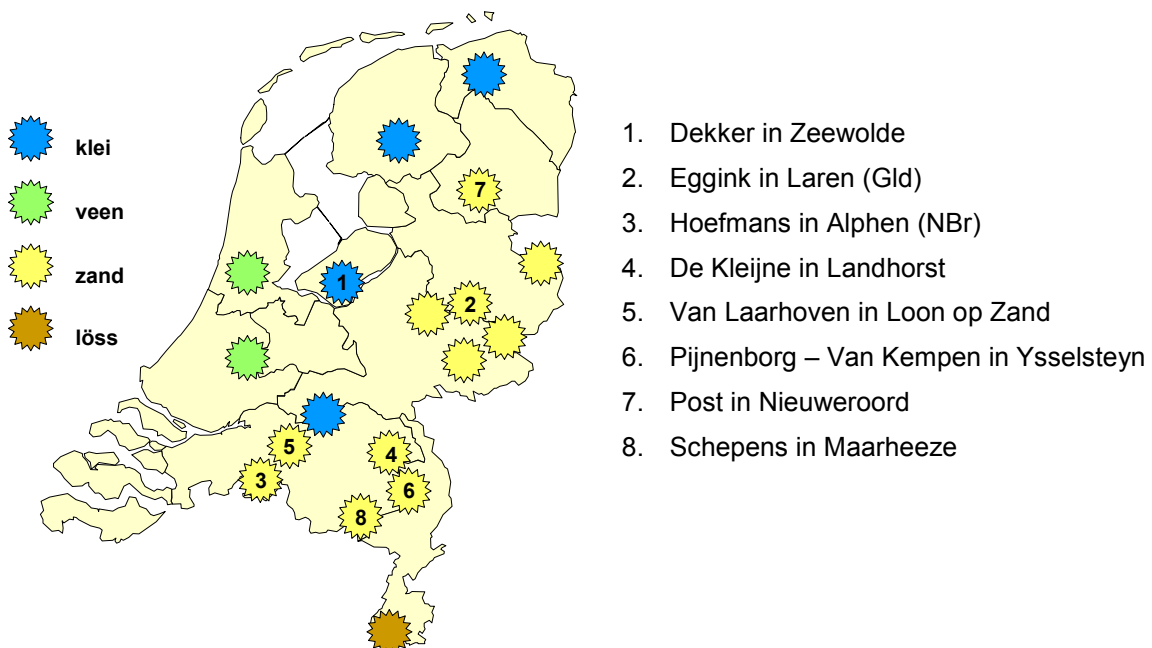 klei
veen
zand
löss
7
1
2
5
4
3
6
8
1. Dekker in Zeewolde
2. Eggink in Laren (Gld)
3. Hoefmans in Alphen (NBr)
4. De Kleijne in Landhorst
5. Van Laarhoven in Loon op Zand
6. Pijnenborg – Van Kempen in Ysselsteyn
7. Post in Nieuweroord
8. Schepens in Maarheeze